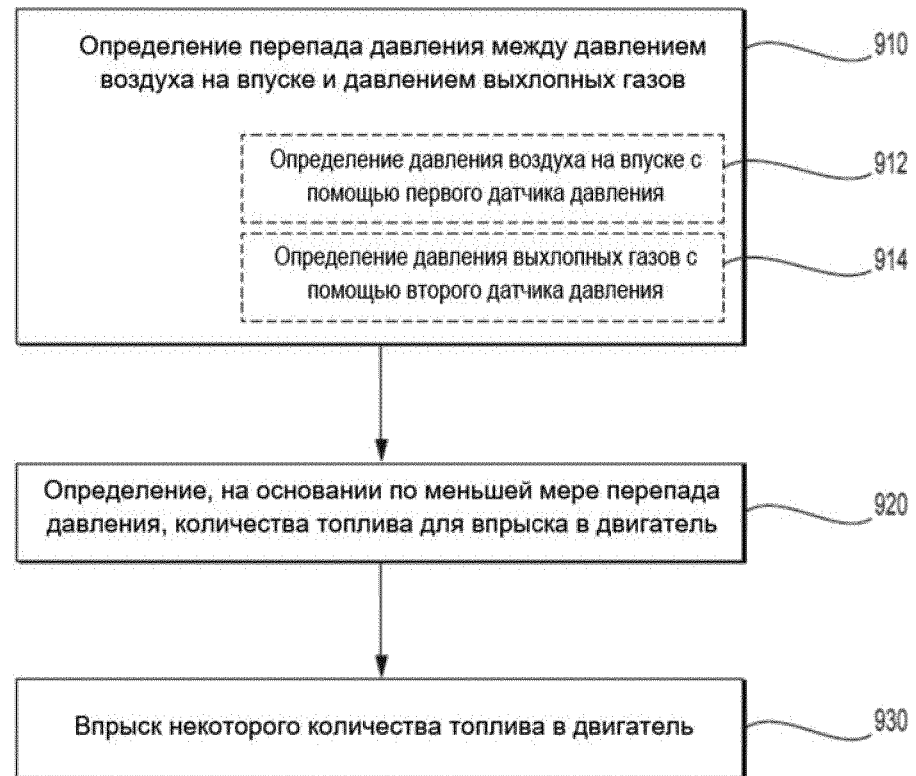 Определение перепада давления между давлением
воздуха на впуске и давлением выхлопных газов
910
Определение давления воздуха на впуске с
помощью первого датчика давления
912
Определение давления выхлопных газов с
помощью второго датчика давления
914
Определение, на основании по меньшей мере перепада
давления, количества топлива для впрыска в двигатель
920
Впрыск некоторого количества топлива в двигатель
930